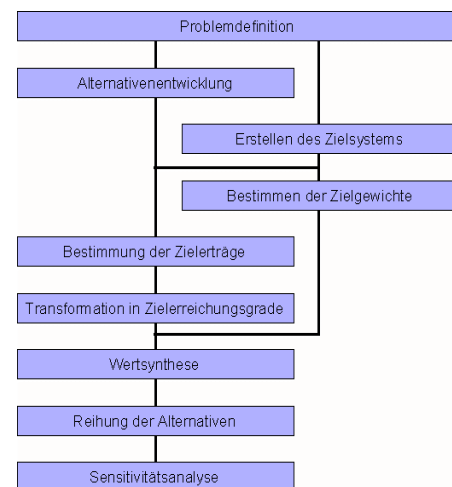 Problemdefinition
Alternativenentwicklung
Erstellen des Zielsystems
Bestimmen der Zielgewichte
Bestimmung der Zielerträge
Transformation in Zielerreichungsgrade
Wertsynthese
Reihung der Alternativen
Sensitivitätsanalyse